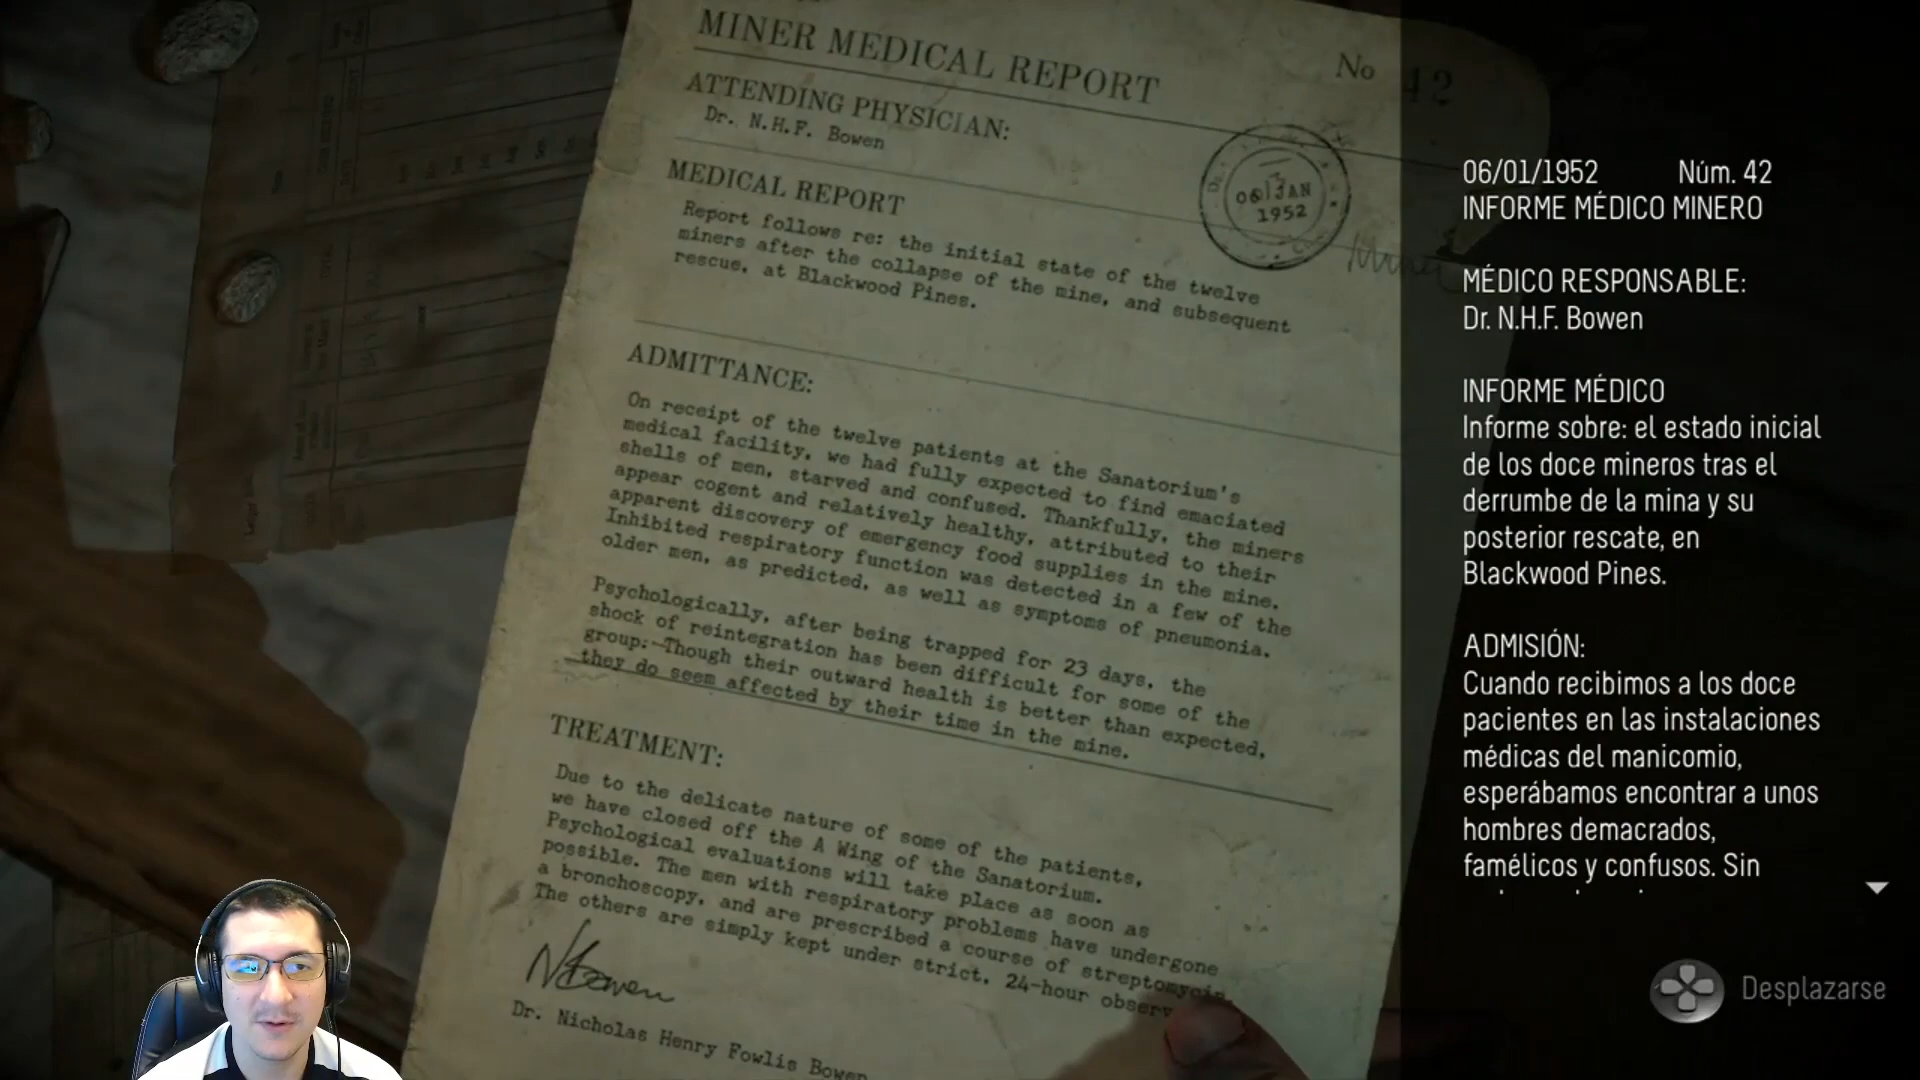 MINER MEDICAL REPORT
No 42
ATTENDING PHYSICIAN:
Dr. N.H.F. Bowen
MEDICAL REPORT
Report follows re: the initial state of the twelve
miners after the collapse of the mine, and subsequent
rescue, at Blackwood Pines.
06 JAN
1952
ADMITTANCE:
On receipt of the twelve patients at the Sanatorium's
medical facility, we had fully expected to find emaciated
shells of men, starved and confused. Thankfully, the miners
appear cogent and relatively healthy, attributed to their
apparent discovery of emergency food supplies in the mine.
Inhibited respiratory function was detected in a few of the
older men, as predicted, as well as symptoms of pneumonia.
Psychologically, after being trapped for 23 days, the
shock of reintegration has been difficult for some of the
group. Though their outward health is better than expected,
they do seem affected by their time in the mine.
TREATMENT:
Due to the delicate nature of some of the patients,
we have closed off the A Wing of the Sanatorium.
Psychological evaluations will take place as soon as
possible. The men with respiratory problems have undergone
a bronchoscopy, and are prescribed a course of streptomycin.
The others are simply kept under strict, 24-hour
NBowen
Dr. Nicholas Henry Fowlis Bowen
06/01/1952 Núm. 42
INFORME MÉDICO MINERO
MÉDICO RESPONSABLE:
Dr. N.H.F. Bowen
INFORME MÉDICO
Informe sobre: el estado inicial
de los doce mineros tras el
derrumbe de la mina y su
posterior rescate, en
Blackwood Pines.
ADMISIÓN:
Cuando recibimos a los doce
pacientes en las instalaciones
médicas del manicomio,
esperábamos encontrar a unos
hombres demacrados,
famélicos y confusos. Sin
Desplazarse